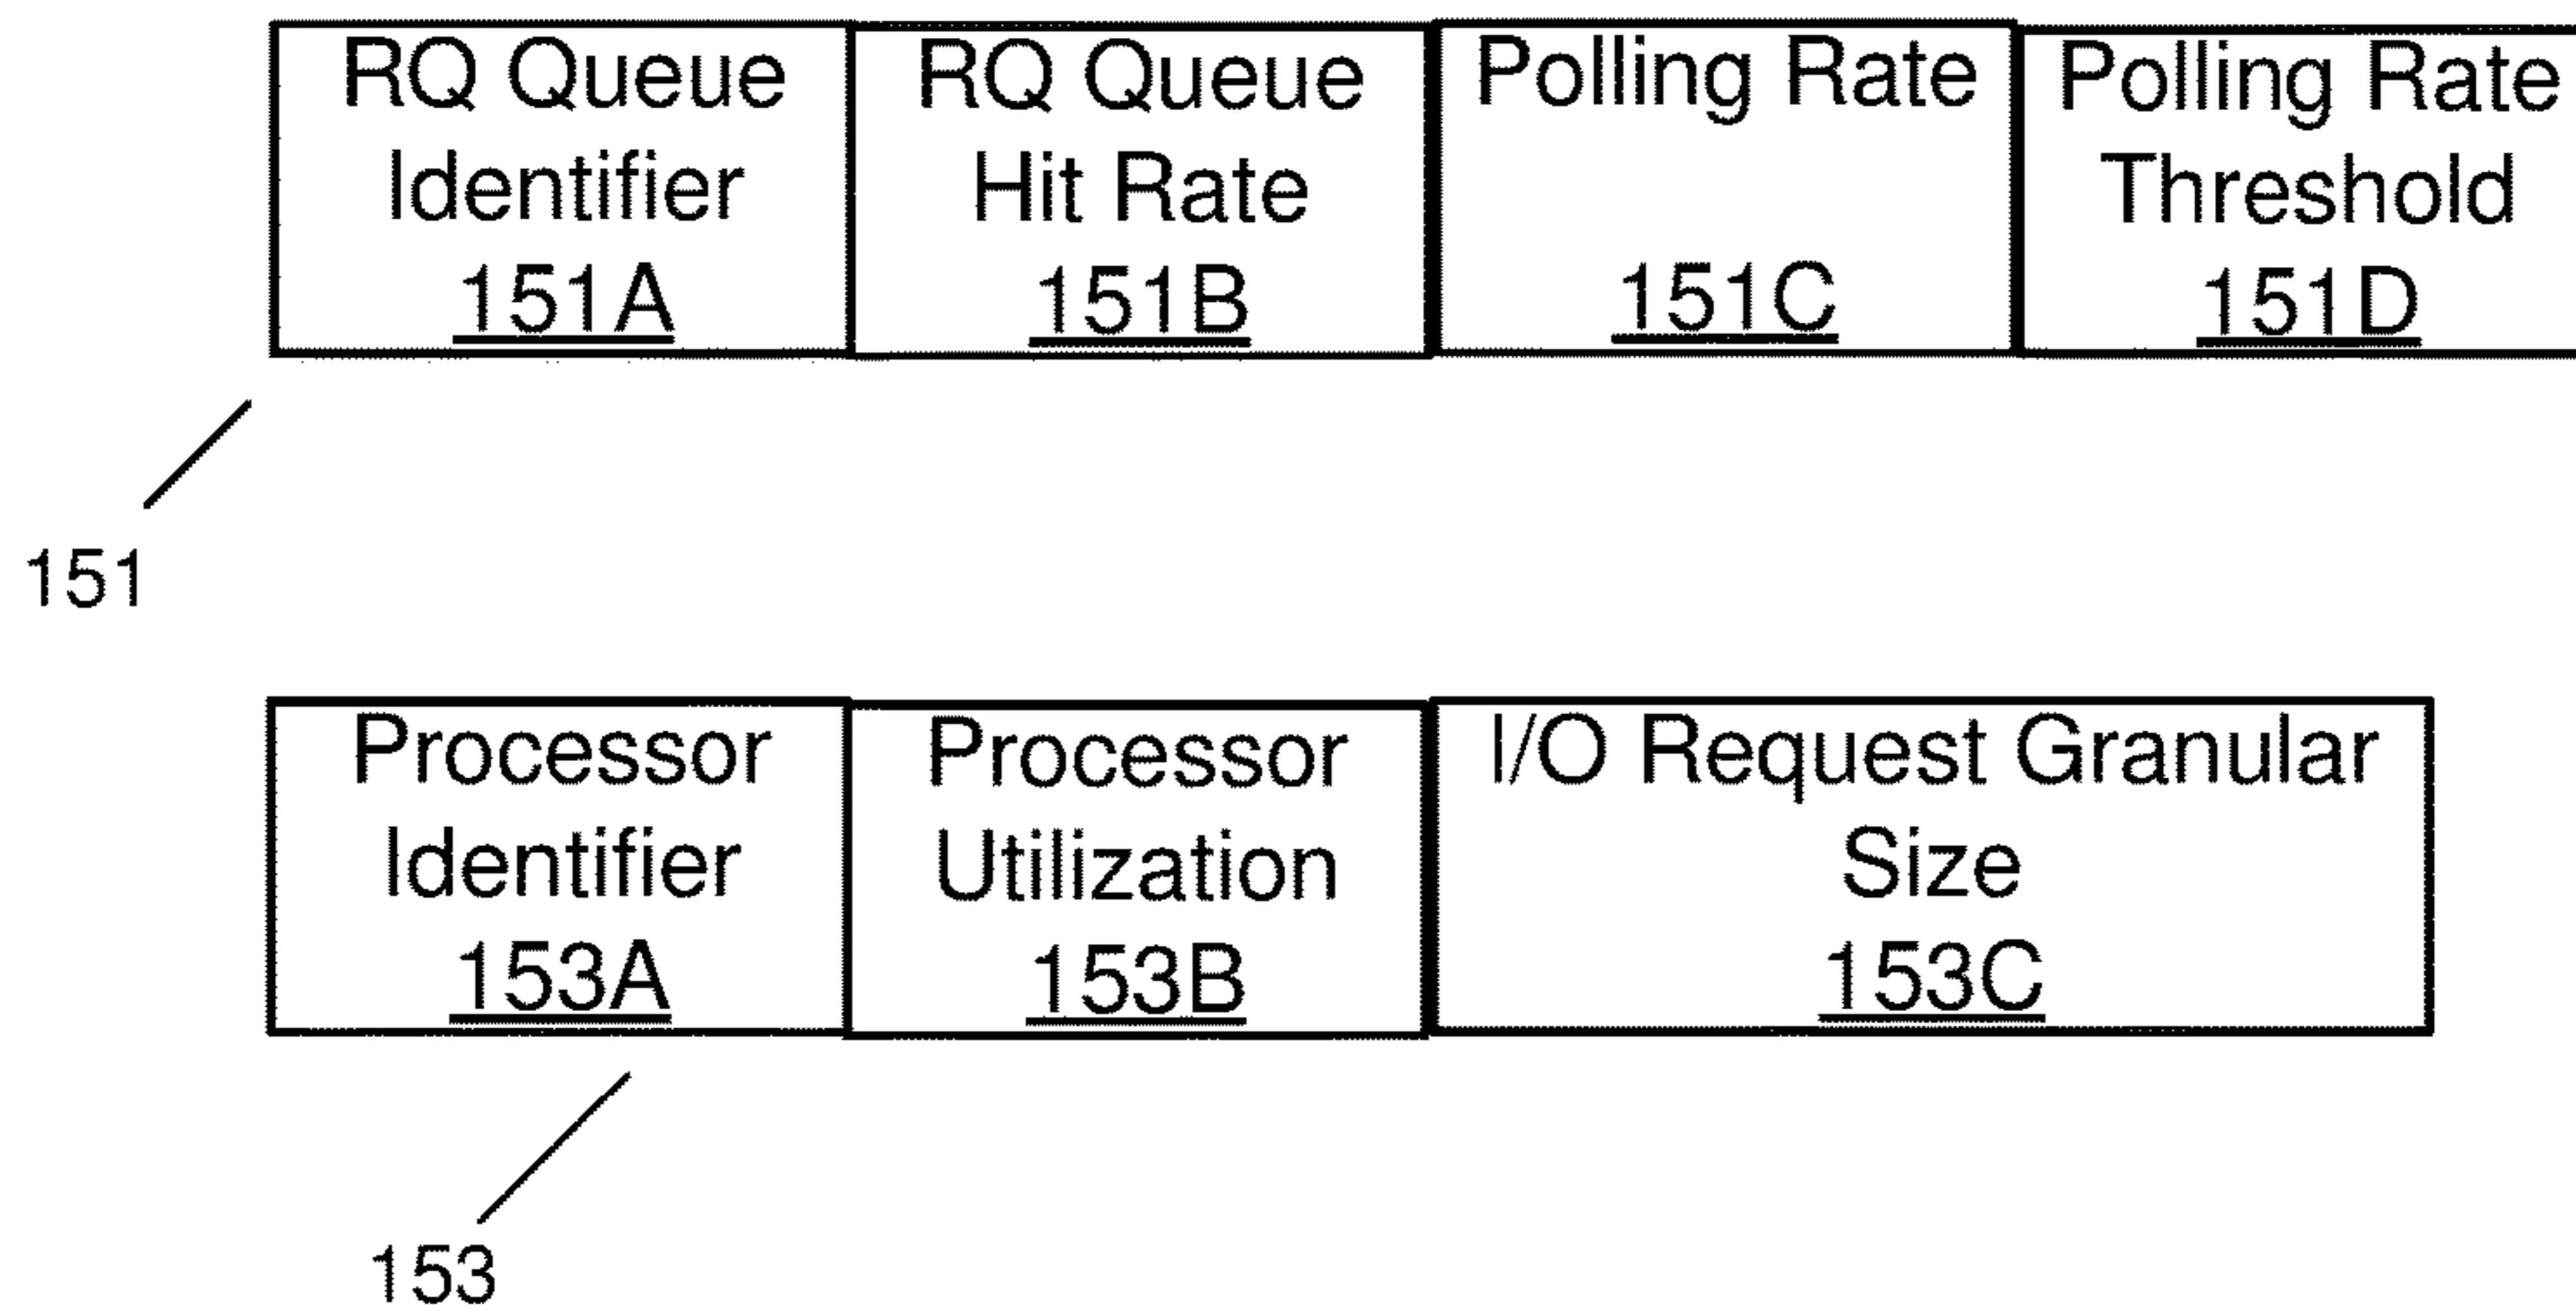 RQ Queue
Identifier
151A
RQ Queue
Hit Rate
151B
Polling Rate
151C
Polling Rate
Threshold
151D
151
Processor
Identifier
153A
Processor
Utilization
153B
I/O Request Granular
Size
153C
153